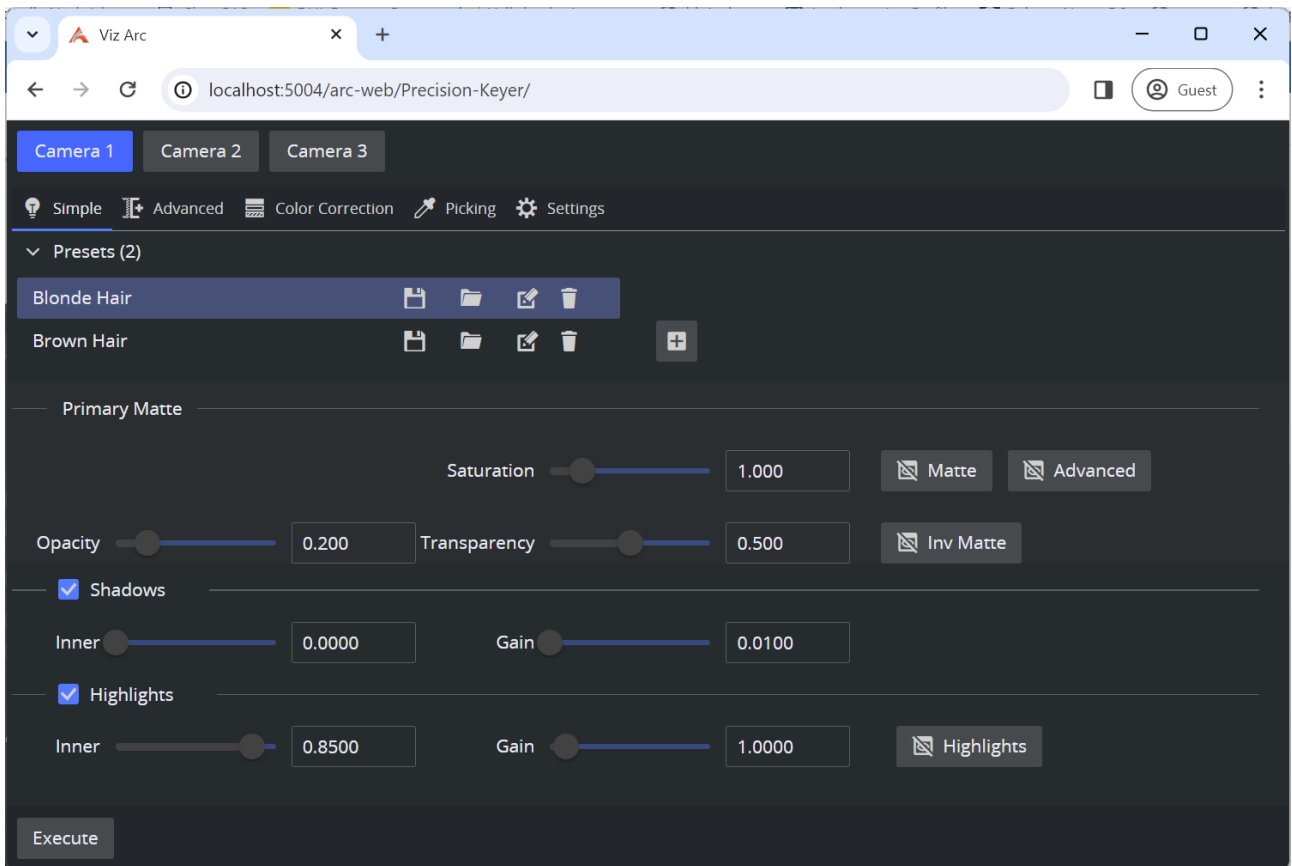 Viz Arc
localhost:5004/arc-web/Precision-Keyer/
Guest
Camera 1 Camera 2 Camera 3
Simple Advanced Color Correction Picking Settings
Presets (2)
Blonde Hair
Brown Hair
Primary Matte
Saturation 1.000 Matte Advanced
Opacity 0.200 Transparency 0.500 Inv Matte
Shadows
Inner 0.0000 Gain 0.0100
Highlights
Inner 0.8500 Gain 1.0000 Highlights
Execute